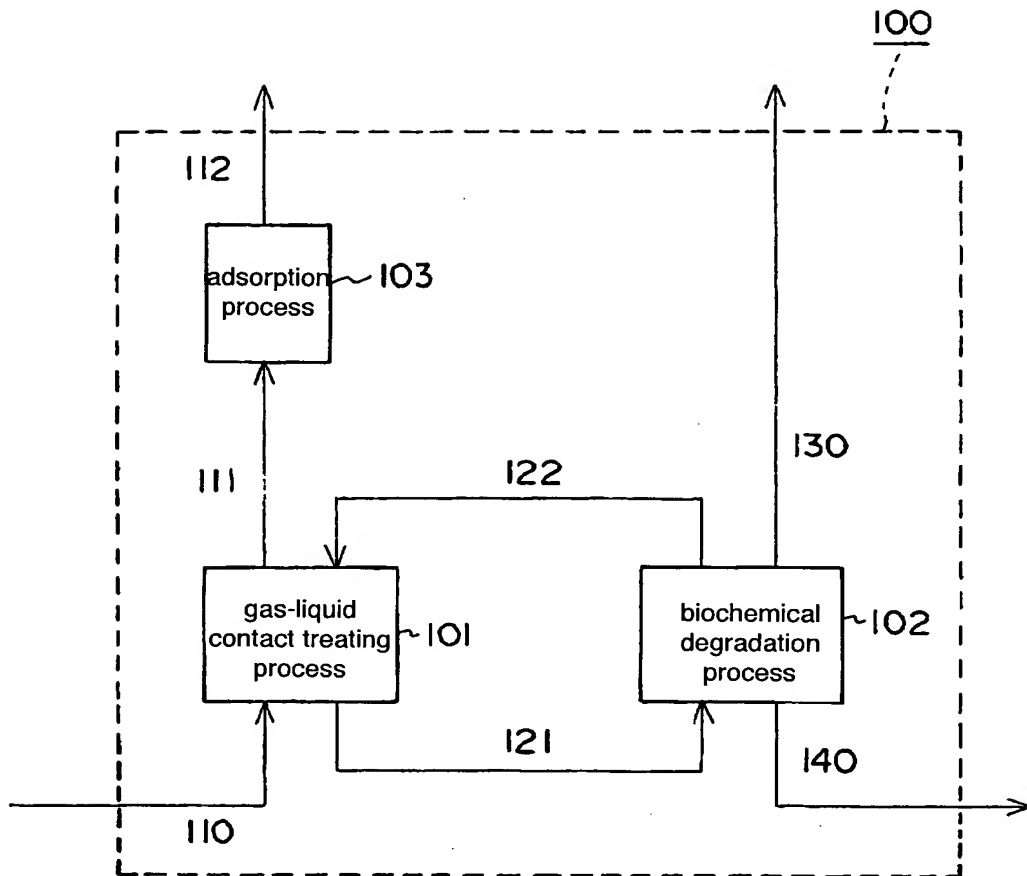 100
112
adsorption
process
103
111
122
130
gas-liquid
contact treating
process
101
biochemical
degradation
process
102
121
140
110